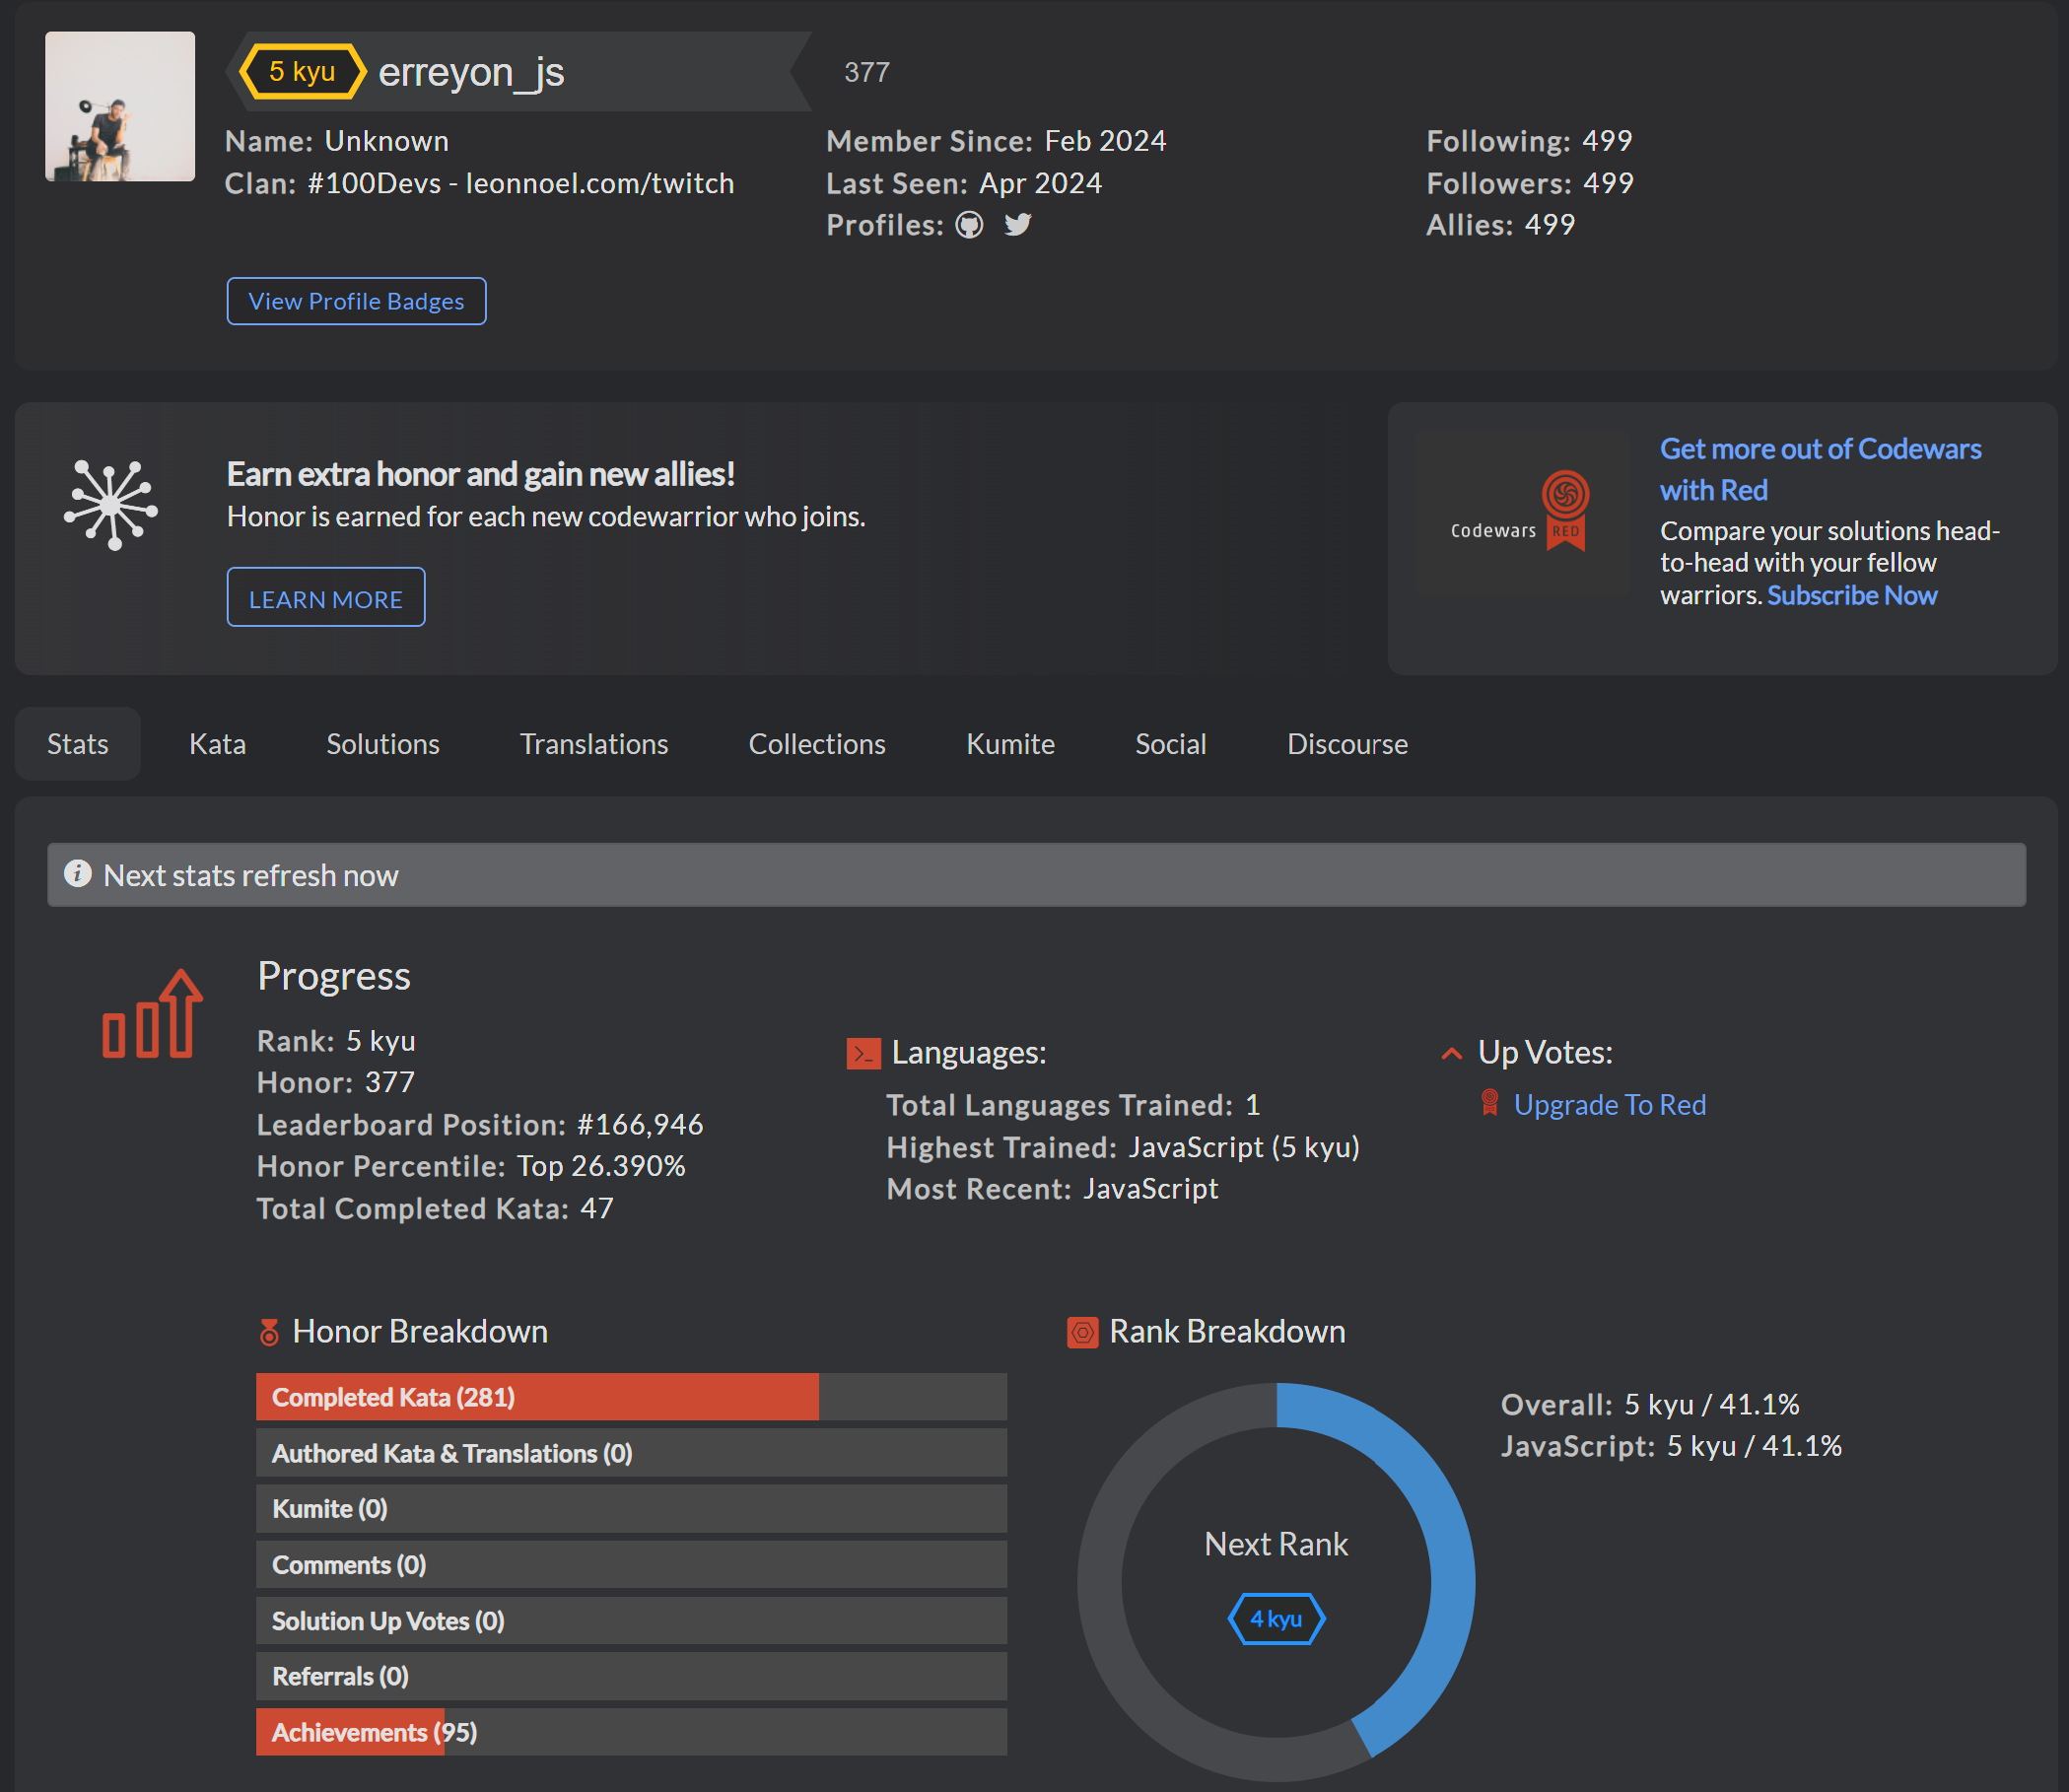 5 kyu erreyon_js 377
Name: Unknown
Clan: #100Devs - leonnoel.com/twitch
Member Since: Feb 2024
Last Seen: Apr 2024
Profiles:
Following: 499
Followers: 499
Allies: 499
View Profile Badges
Earn extra honor and gain new allies!
Honor is earned for each new codewarrior who joins.
LEARN MORE
Codewars RED
Get more out of Codewars
with Red
Compare your solutions head-
to-head with your fellow
warriors. Subscribe Now
Stats Kata Solutions Translations Collections Kumite Social Discourse
Next stats refresh now
Progress
Rank: 5 kyu
Honor: 377
Leaderboard Position: #166,946
Honor Percentile: Top 26.390%
Total Completed Kata: 47
Languages:
Total Languages Trained: 1
Highest Trained: JavaScript (5 kyu)
Most Recent: JavaScript
Up Votes:
Upgrade To Red
Honor Breakdown
Completed Kata (281)
Authored Kata & Translations (0)
Kumite (0)
Comments (0)
Solution Up Votes (0)
Referrals (0)
Achievements (95)
Rank Breakdown
Next Rank
4 kyu
Overall: 5 kyu / 41.1%
JavaScript: 5 kyu / 41.1%